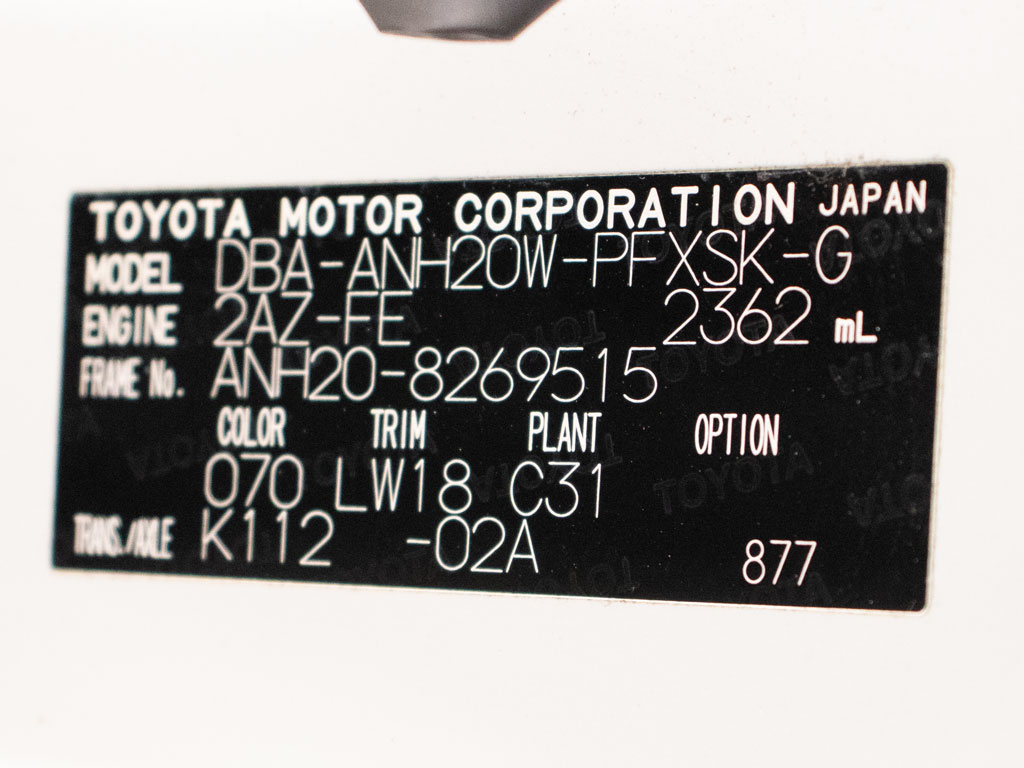 TOYOTA MOTOR CORPORATION JAPAN
MODEL DBA-ANH20W-PFXSK-G
ENGINE 2AZ-FE 2362 mL
FRAME No. ANH20-8269515
COLOR TRIM PLANT OPTION
070 LW18 C31
TRANS./AXLE K112 -02A
877